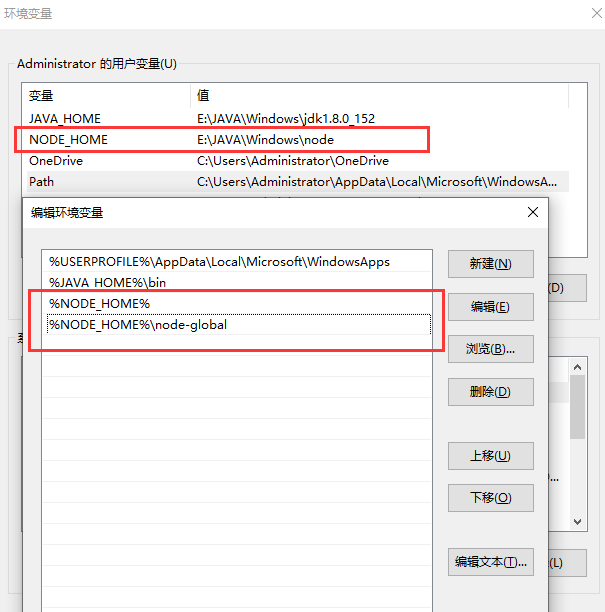 环境变量
Administrator 的用户变量(U)
变量 值
JAVA_HOME E:\JAVA\Windows\jdk1.8.0_152
NODE_HOME E:\JAVA\Windows\node
OneDrive C:\Users\Administrator\OneDrive
Path C:\Users\Administrator\AppData\Local\Microsoft\WindowsA...
编辑环境变量
%USERPROFILE%\AppData\Local\Microsoft\WindowsApps
%JAVA_HOME%\bin
%NODE_HOME%
%NODE_HOME%\node-global
新建(N)
编辑(E)
浏览(B)...
删除(D)
上移(U)
下移(O)
编辑文本(T)...
(D)
(L)